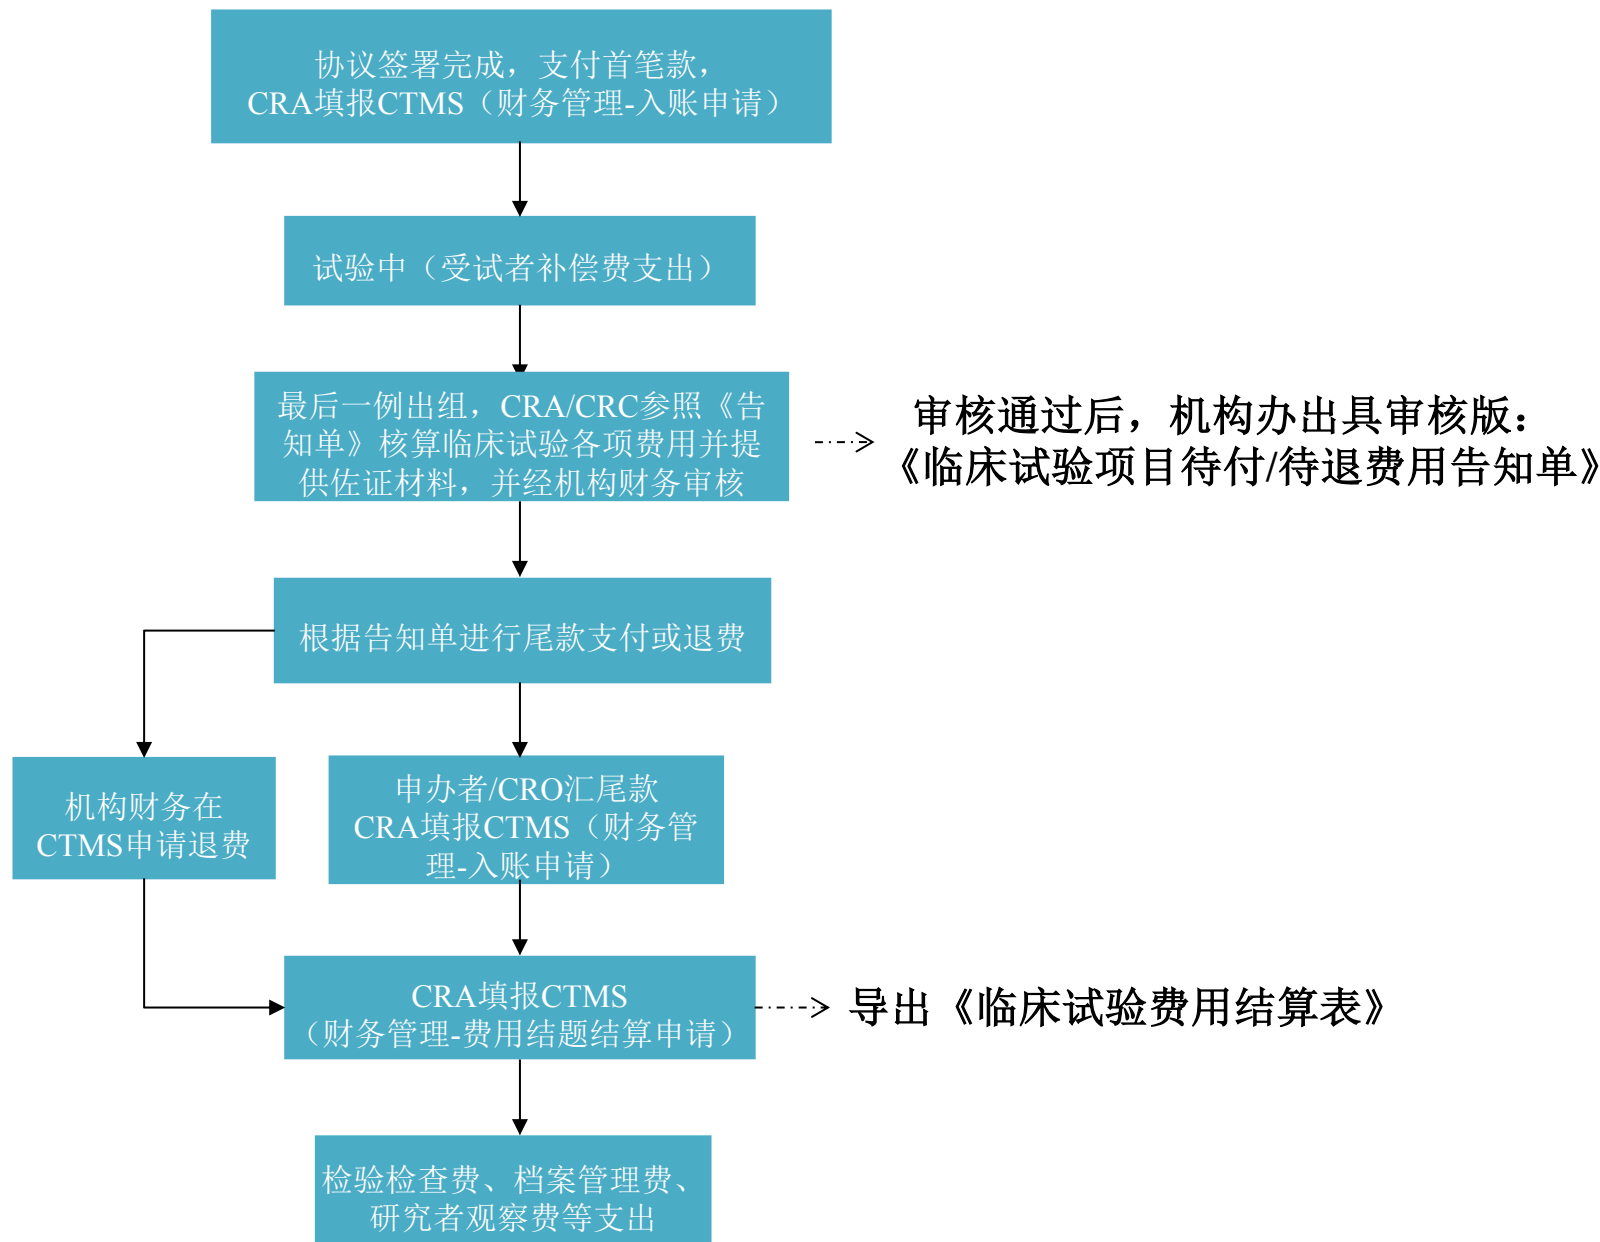 协议签署完成，支付首笔款，
CRA填报CTMS（财务管理-入账申请）
试验中（受试者补偿费支出）
最后一例出组，CRA/CRC参照《告
知单》核算临床试验各项费用并提
供佐证材料，并经机构财务审核
审核通过后，机构办出具审核版：
《临床试验项目待付/待退费用告知单》
根据告知单进行尾款支付或退费
机构财务在
CTMS申请退费
申办者/CRO汇尾款
CRA填报CTMS（财务管
理-入账申请）
CRA填报CTMS
（财务管理-费用结题结算申请）
导出《临床试验费用结算表》
检验检查费、档案管理费、
研究者观察费等支出